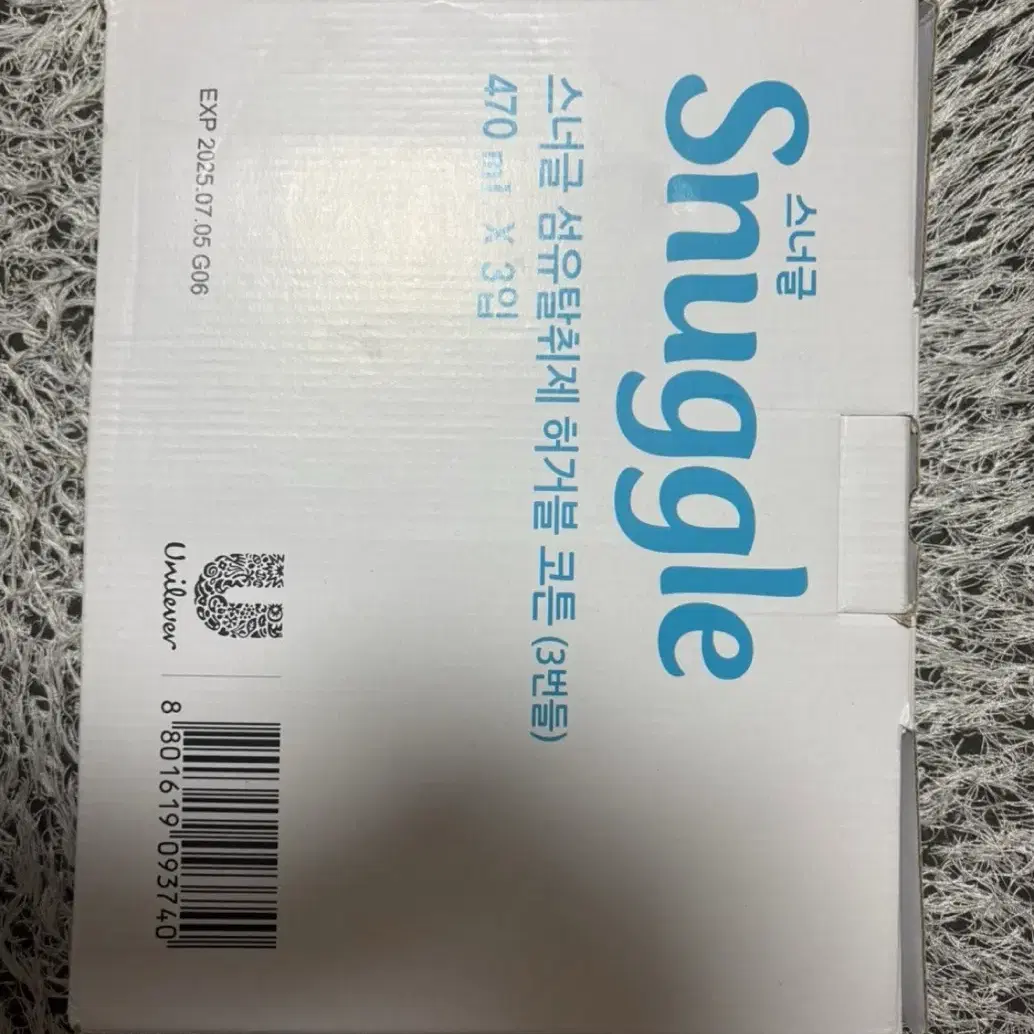 스너글
Snuggle
스너글 섬유탈취제 허거블 코튼 (3번들)
470 ml X 3입
EXP 2025.07.05 G06
Unilever
8 801619 093740